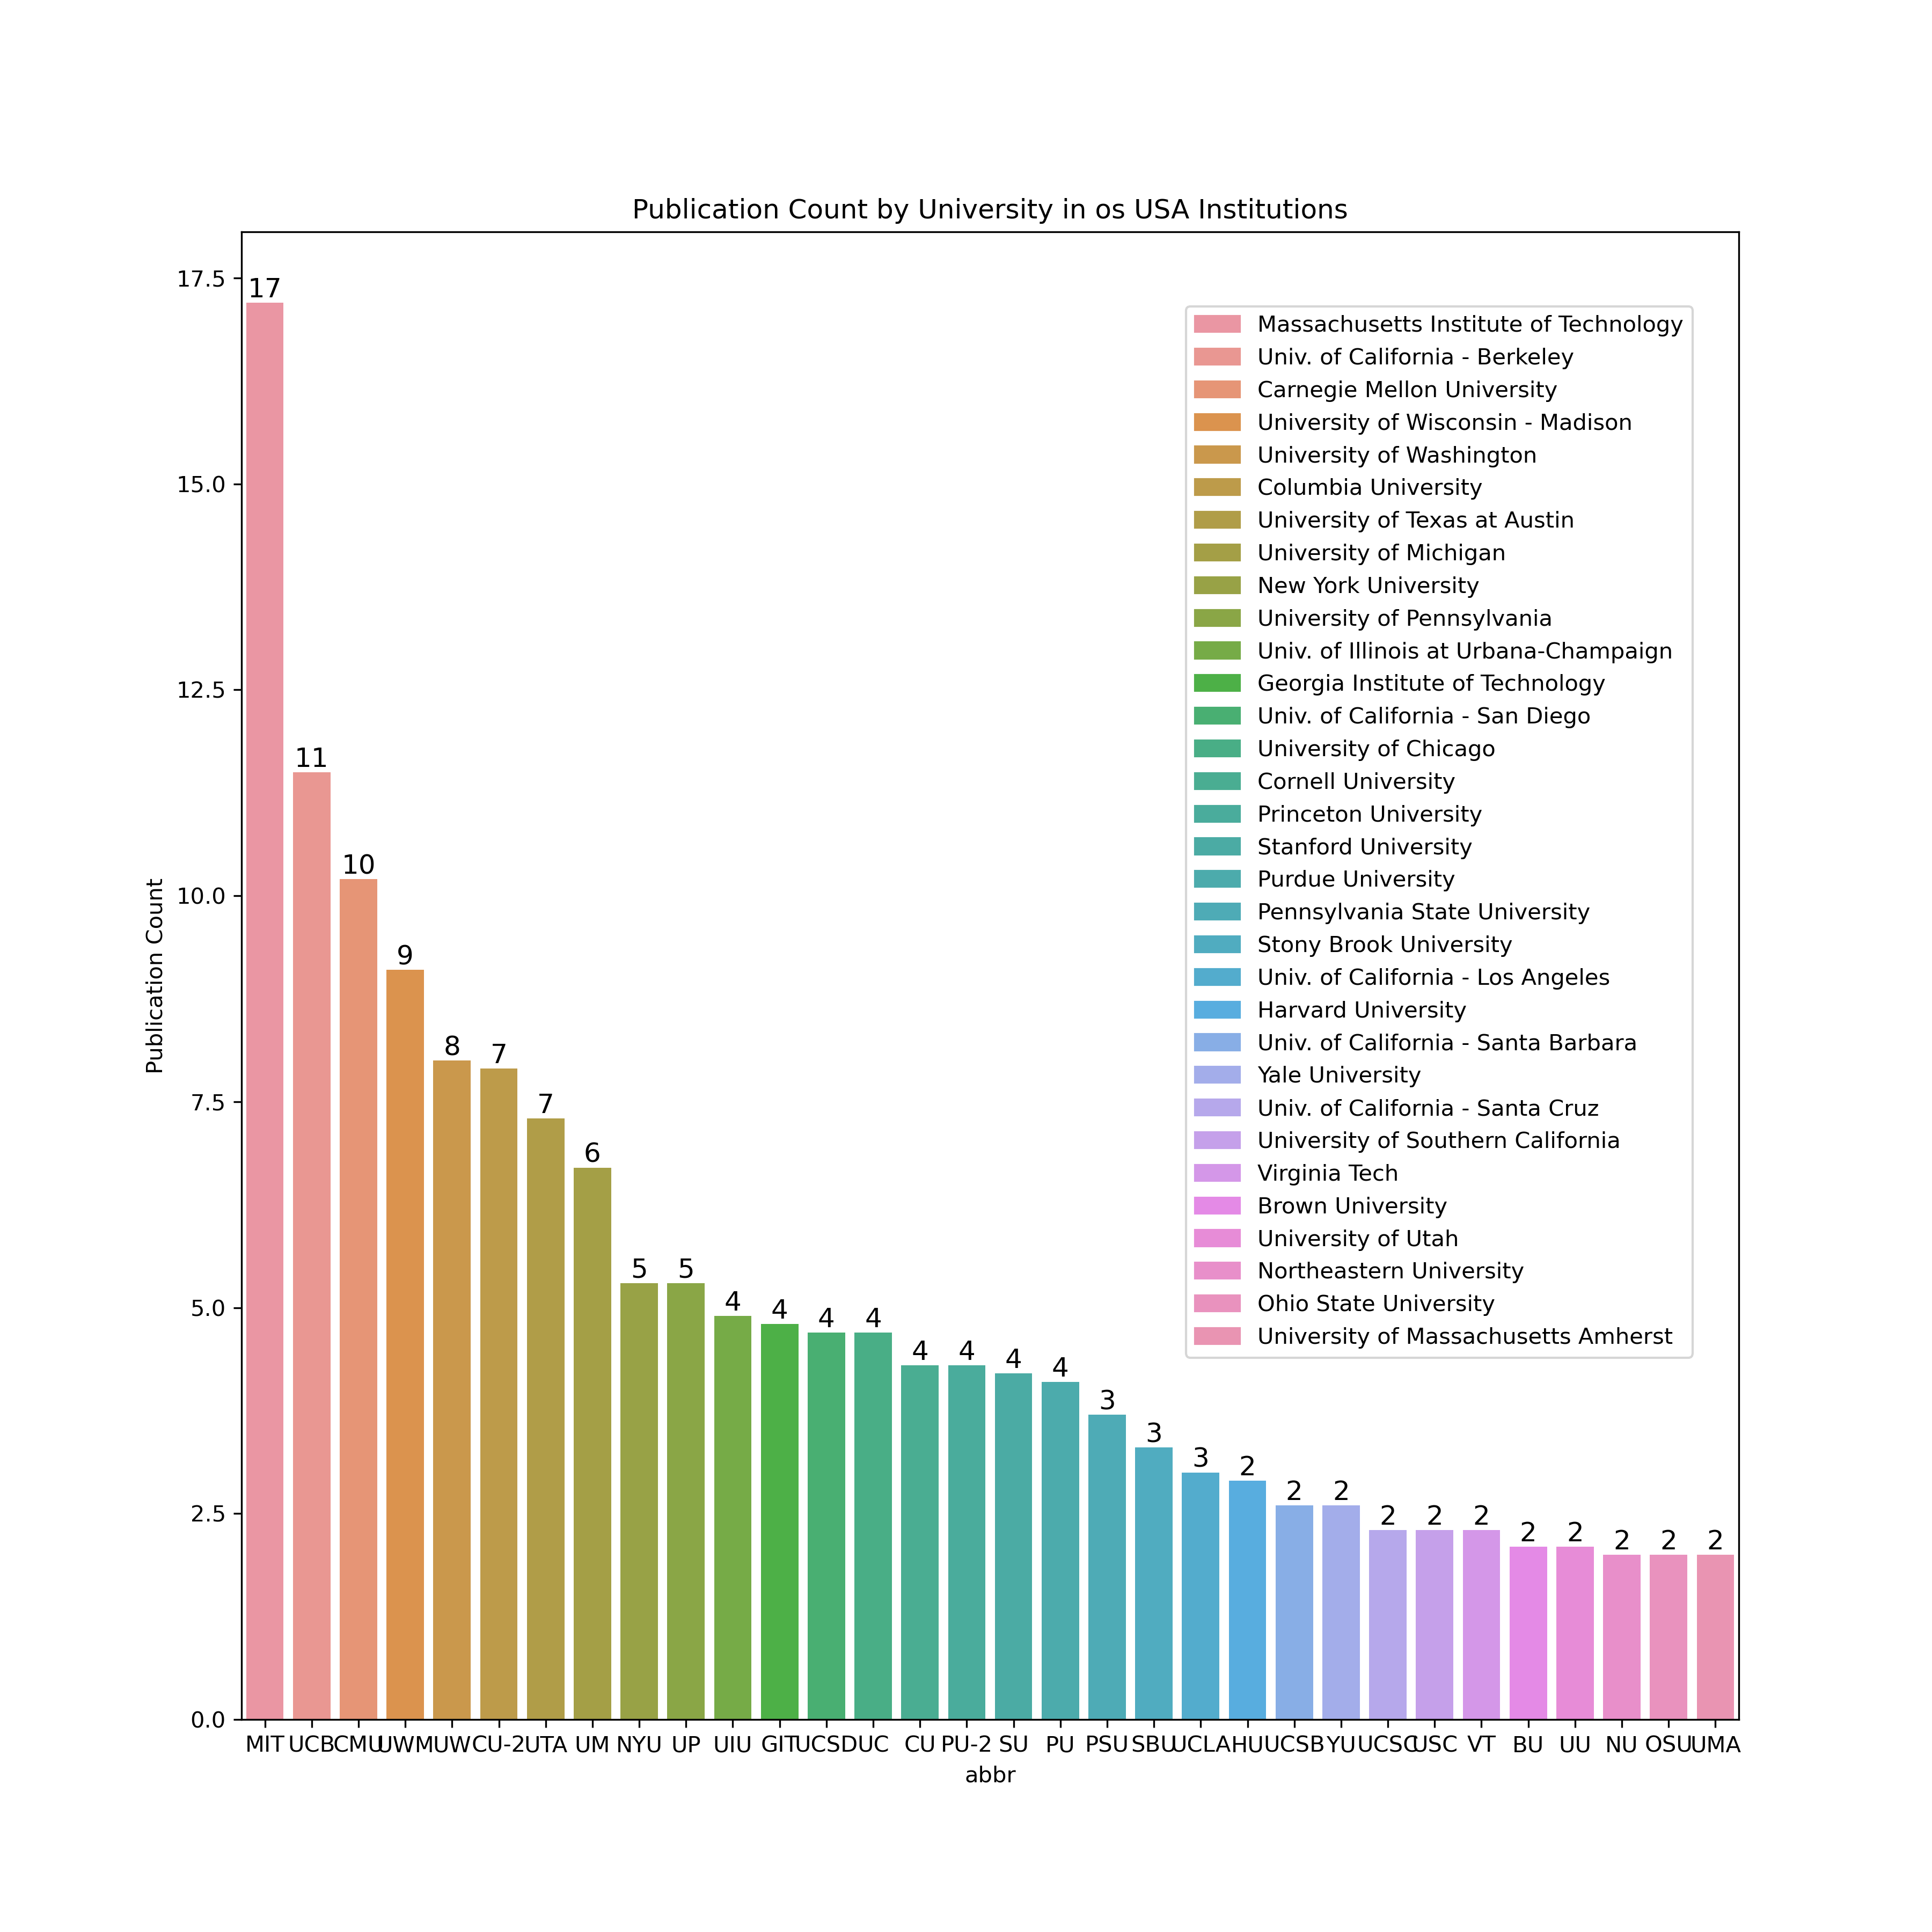 Publication Count by University in os USA Institutions
17.5
15.0
12.5
10.0
7.5
5.0
2.5
0.0
Publication Count
17
11
10
9
8
7
7
6
5
5
4
4
4
4
4
4
4
4
3
3
3
2
2
2
2
2
2
2
2
2
2
2
Massachusetts Institute of Technology
Univ. of California - Berkeley
Carnegie Mellon University
University of Wisconsin - Madison
University of Washington
Columbia University
University of Texas at Austin
University of Michigan
New York University
University of Pennsylvania
Univ. of Illinois at Urbana-Champaign
Georgia Institute of Technology
Univ. of California - San Diego
University of Chicago
Cornell University
Princeton University
Stanford University
Purdue University
Pennsylvania State University
Stony Brook University
Univ. of California - Los Angeles
Harvard University
Univ. of California - Santa Barbara
Yale University
Univ. of California - Santa Cruz
University of Southern California
Virginia Tech
Brown University
University of Utah
Northeastern University
Ohio State University
University of Massachusetts Amherst
MIT UCB CMU UWM UW CU-2 UTA UM NYU UP UIU GIT UCSD UC CU PU-2 SU PU PSU SBU UCLA HU UCSB YU UCSC USC VT BU UU NU OSU UMA
abbr